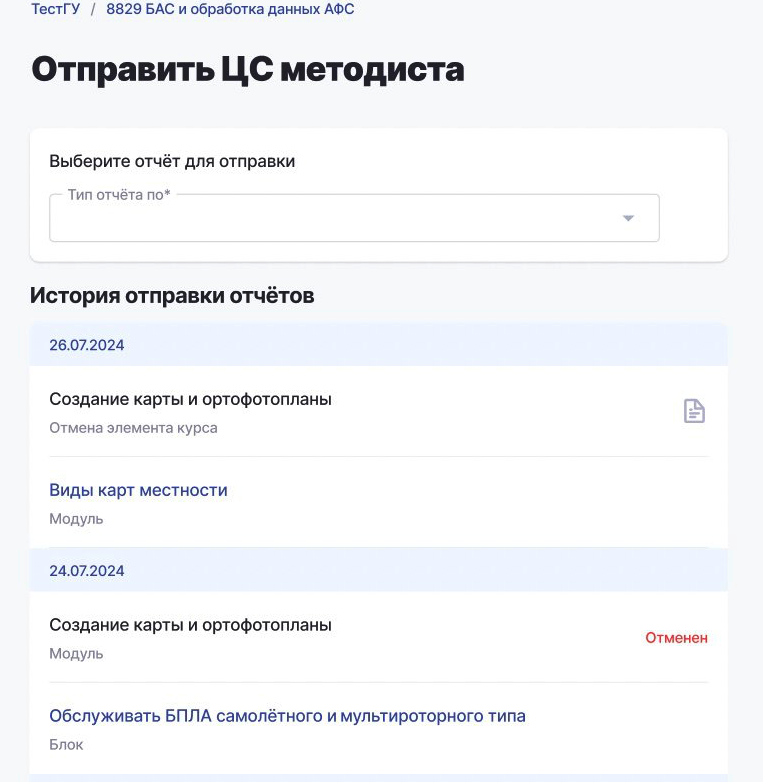 ТестГУ / 8829 БАС и обработка данных АФС
Отправить ЦС методиста
Выберите отчёт для отправки
Тип отчёта по*
История отправки отчётов
26.07.2024
Создание карты и ортофотопланы
Отмена элемента курса
Виды карт местности
Модуль
24.07.2024
Создание карты и ортофотопланы
Отменен
Модуль
Обслуживать БПЛА самолётного и мультироторного типа
Блок